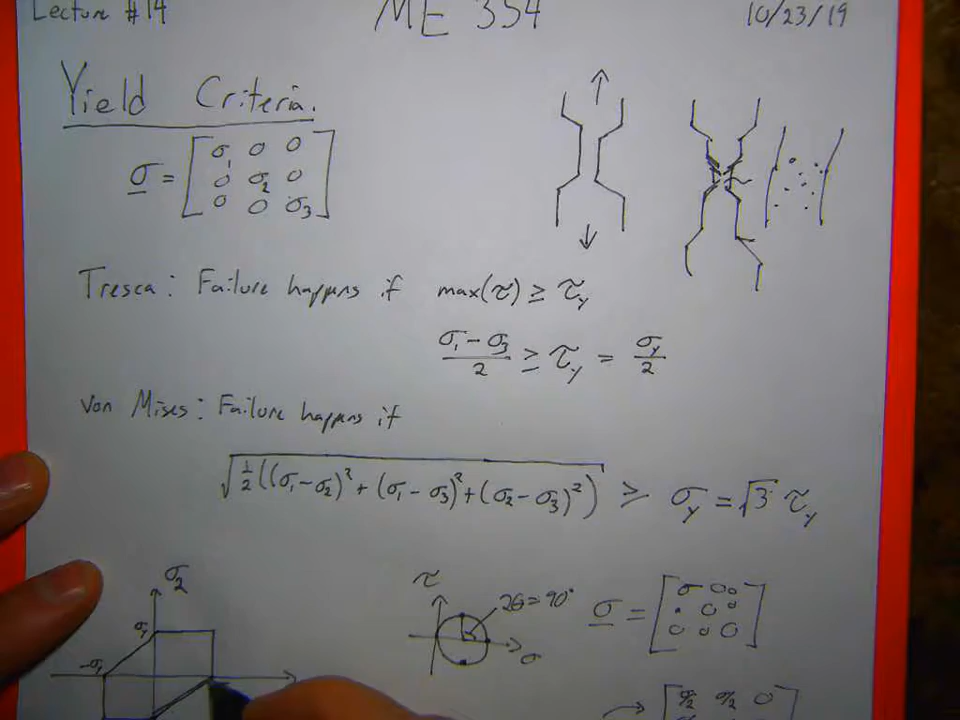 Lecture #14 ME 354 10/23/19
Yield Criteria.
σ = [σ₁ 0 0
0 σ₂ 0
0 0 σ₃]
Tresca: Failure happens if max(τ) ≥ τy
(σ₁ - σ₃)/2 ≥ τy = σy/2
Von Mises: Failure happens if
√(½((σ₁-σ₂)² + (σ₁-σ₃)² + (σ₂-σ₃)²)) ≥ σy = √3 τy
σ₂
τ
2θ = 90°
σ = [σ 0 0
· 0 0
0 0 0]
-σy
σy
σ
→ [σ/2 σ/2 0